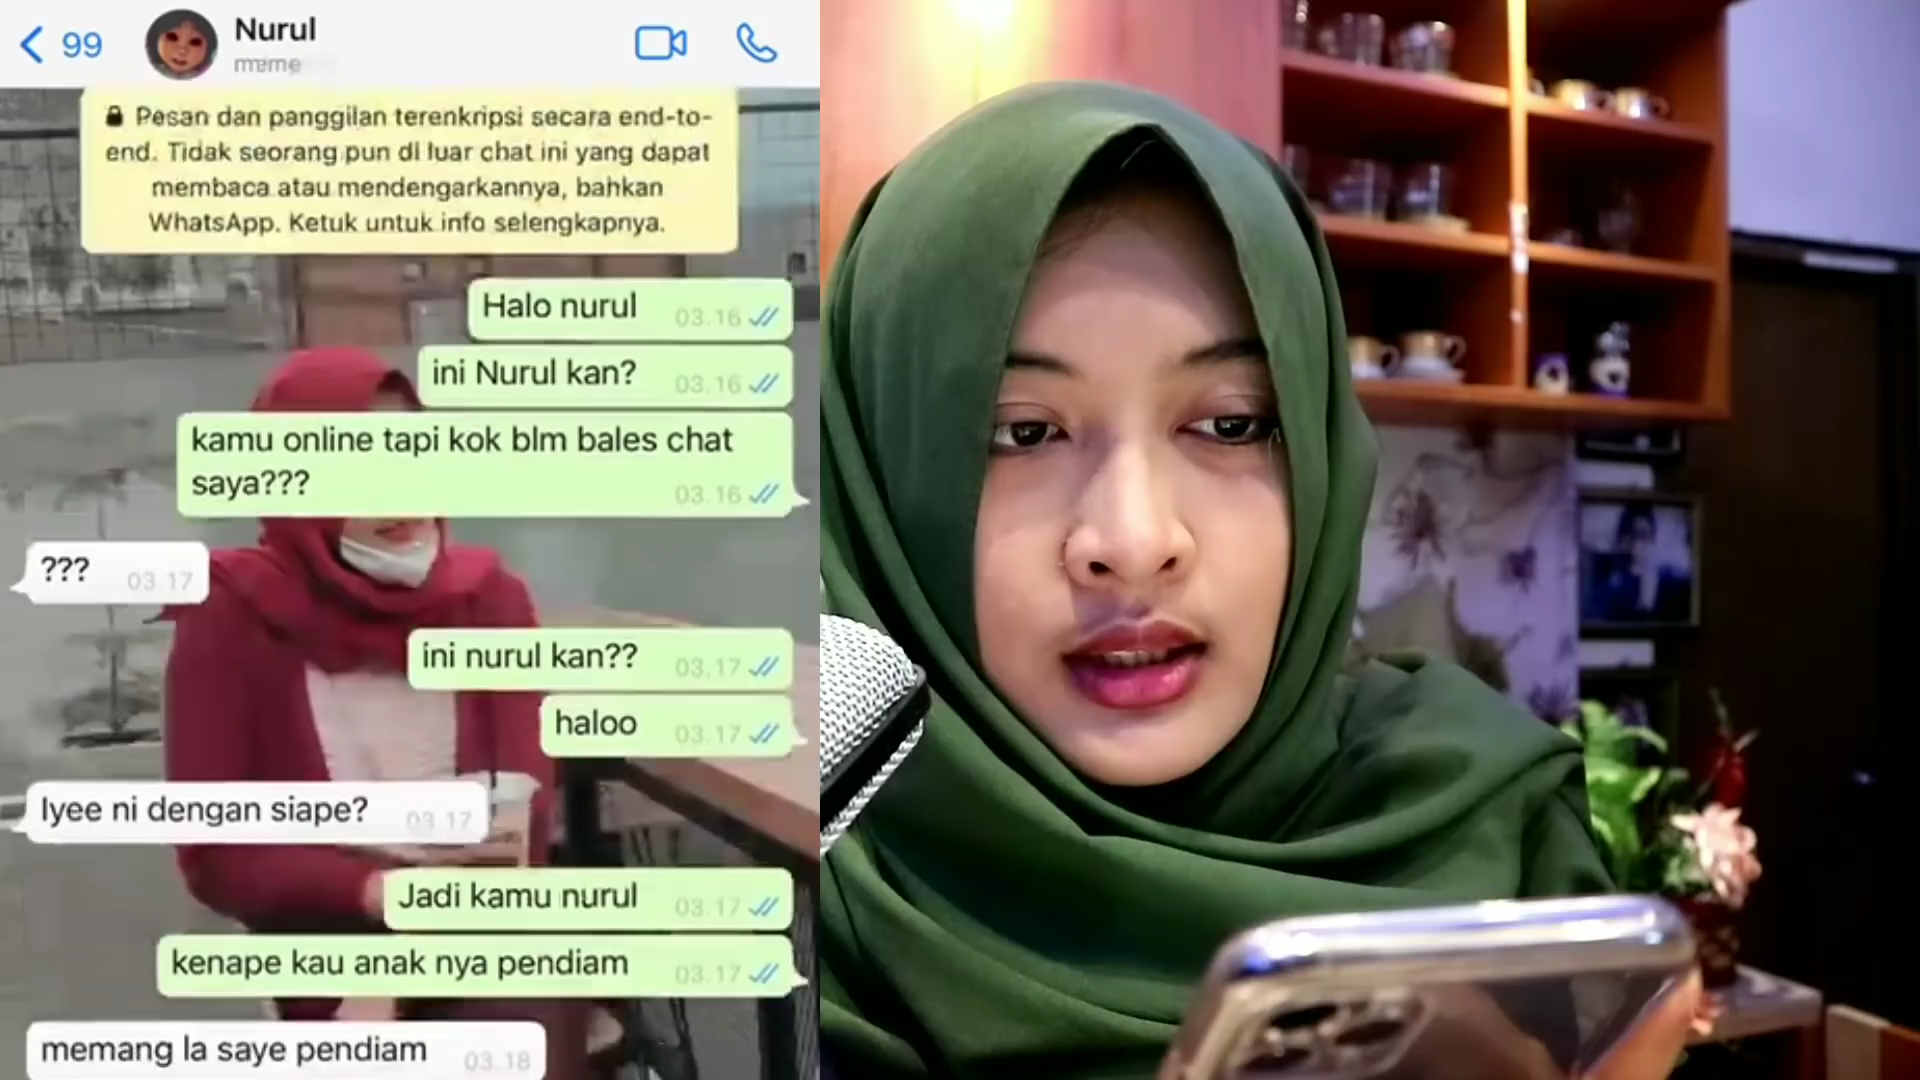 99
Nurul
meme
Pesan dan panggilan terenkripsi secara end-to-
end. Tidak seorang pun di luar chat ini yang dapat
membaca atau mendengarkannya, bahkan
WhatsApp. Ketuk untuk info selengkapnya.
Halo nurul 03.16
ini Nurul kan? 03.16
kamu online tapi kok blm bales chat
saya??? 03.16
??? 03.17
ini nurul kan?? 03.17
haloo 03.17
Iyee ni dengan siape? 03.17
Jadi kamu nurul 03.17
kenape kau anak nya pendiam 03.17
memang la saye pendiam 03.18